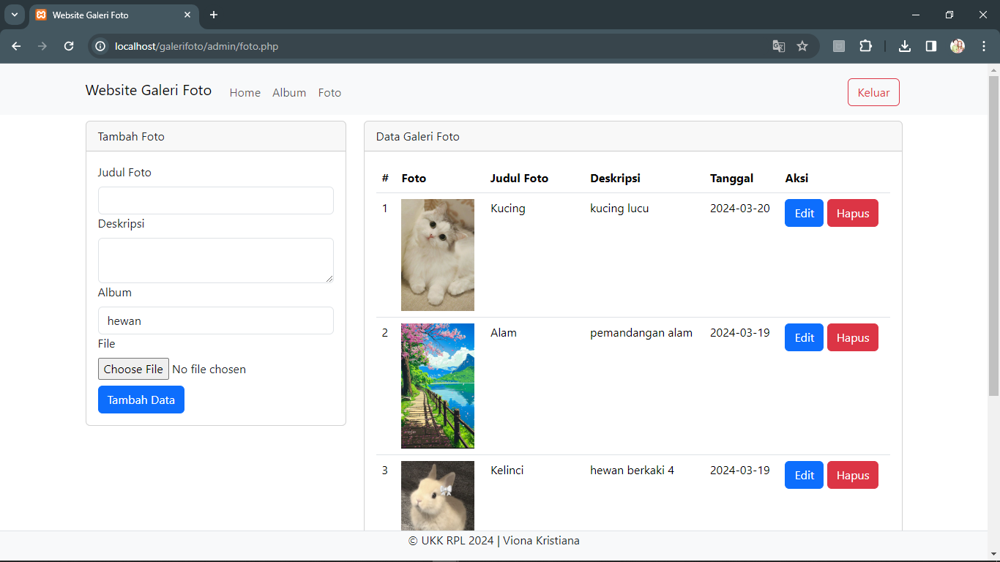 Website Galeri Foto
localhost/galerifoto/admin/foto.php
Website Galeri Foto Home Album Foto Keluar
Tambah Foto
Judul Foto
Deskripsi
Album
hewan
File
Choose File No file chosen
Tambah Data
Data Galeri Foto
# Foto Judul Foto Deskripsi Tanggal Aksi
1 Kucing kucing lucu 2024-03-20 Edit Hapus
2 Alam pemandangan alam 2024-03-19 Edit Hapus
3 Kelinci hewan berkaki 4 2024-03-19 Edit Hapus
© UKK RPL 2024 | Viona Kristiana